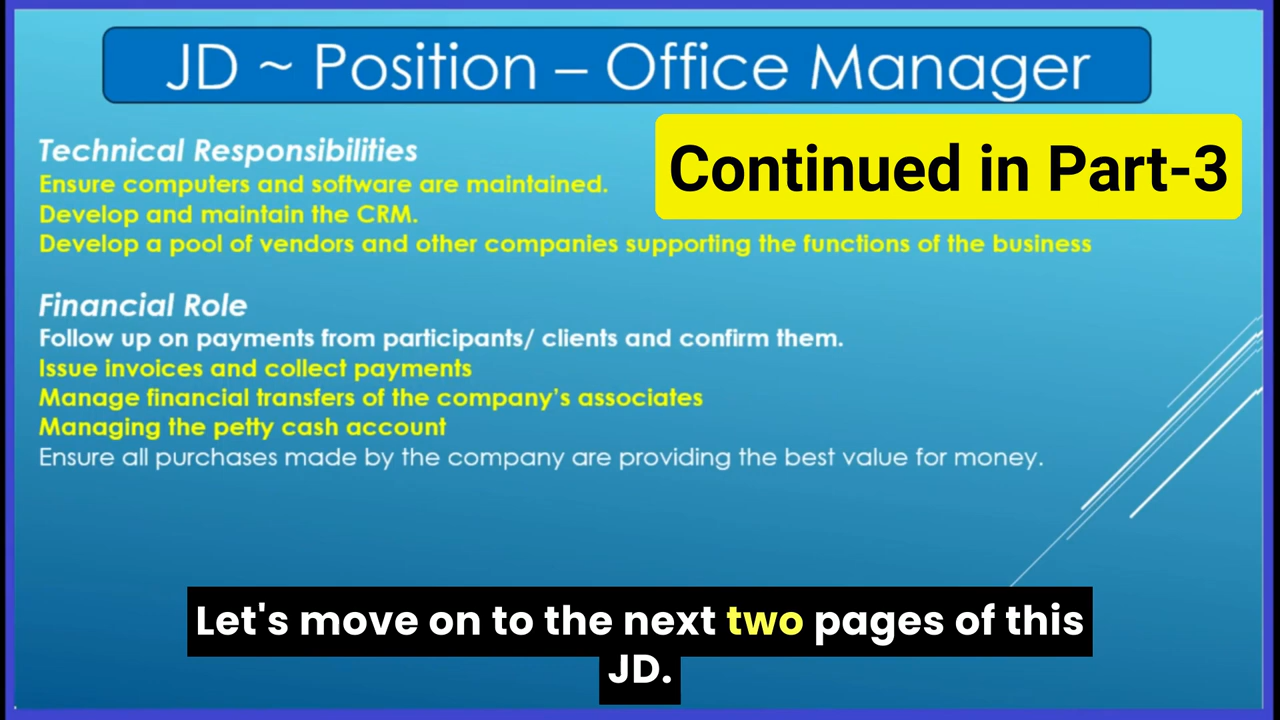 JD ~ Position – Office Manager
Continued in Part-3
Technical Responsibilities
Ensure computers and software are maintained.
Develop and maintain the CRM.
Develop a pool of vendors and other companies supporting the functions of the business
Financial Role
Follow up on payments from participants/ clients and confirm them.
Issue invoices and collect payments
Manage financial transfers of the company’s associates
Managing the petty cash account
Ensure all purchases made by the company are providing the best value for money.
Let's move on to the next two pages of this
JD.